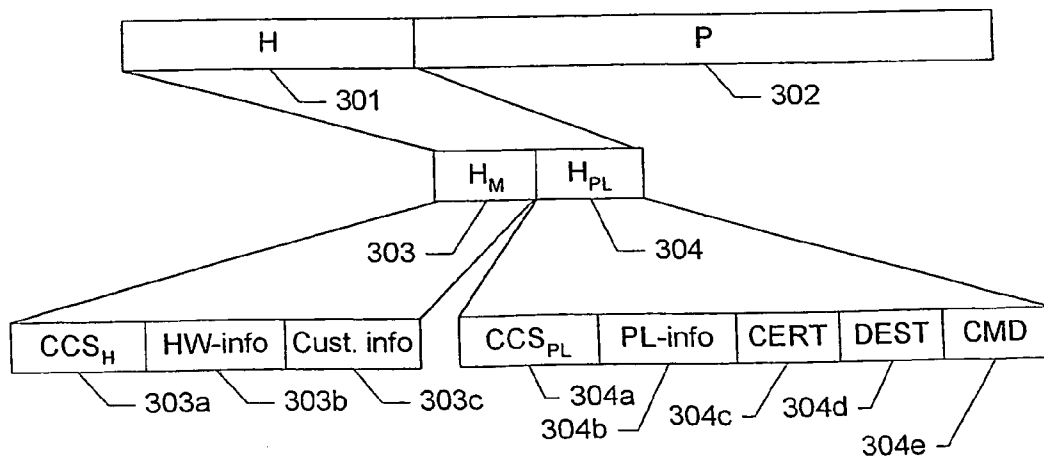 H P
301 302
H_M H_PL
303 304
CCS_H HW-info Cust. info CCS_PL PL-info CERT DEST CMD
303a 303b 303c 304a 304b 304c 304d 304e